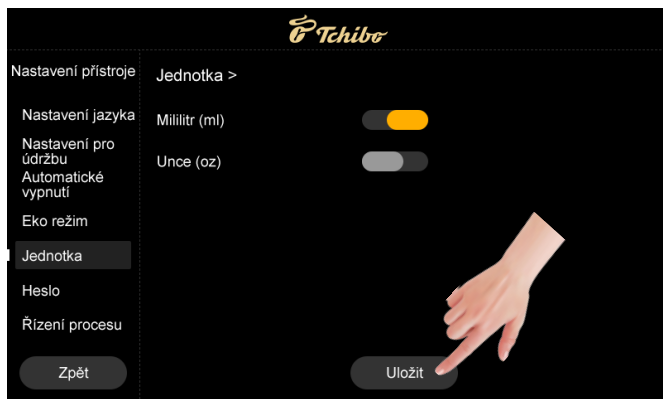 Tchibo
Nastavení přístroje
Jednotka >
Nastavení jazyka
Mililitr (ml)
Nastavení pro
údržbu
Unce (oz)
Automatické
vypnutí
Eko režim
Jednotka
Heslo
Řízení procesu
Zpět
Uložit